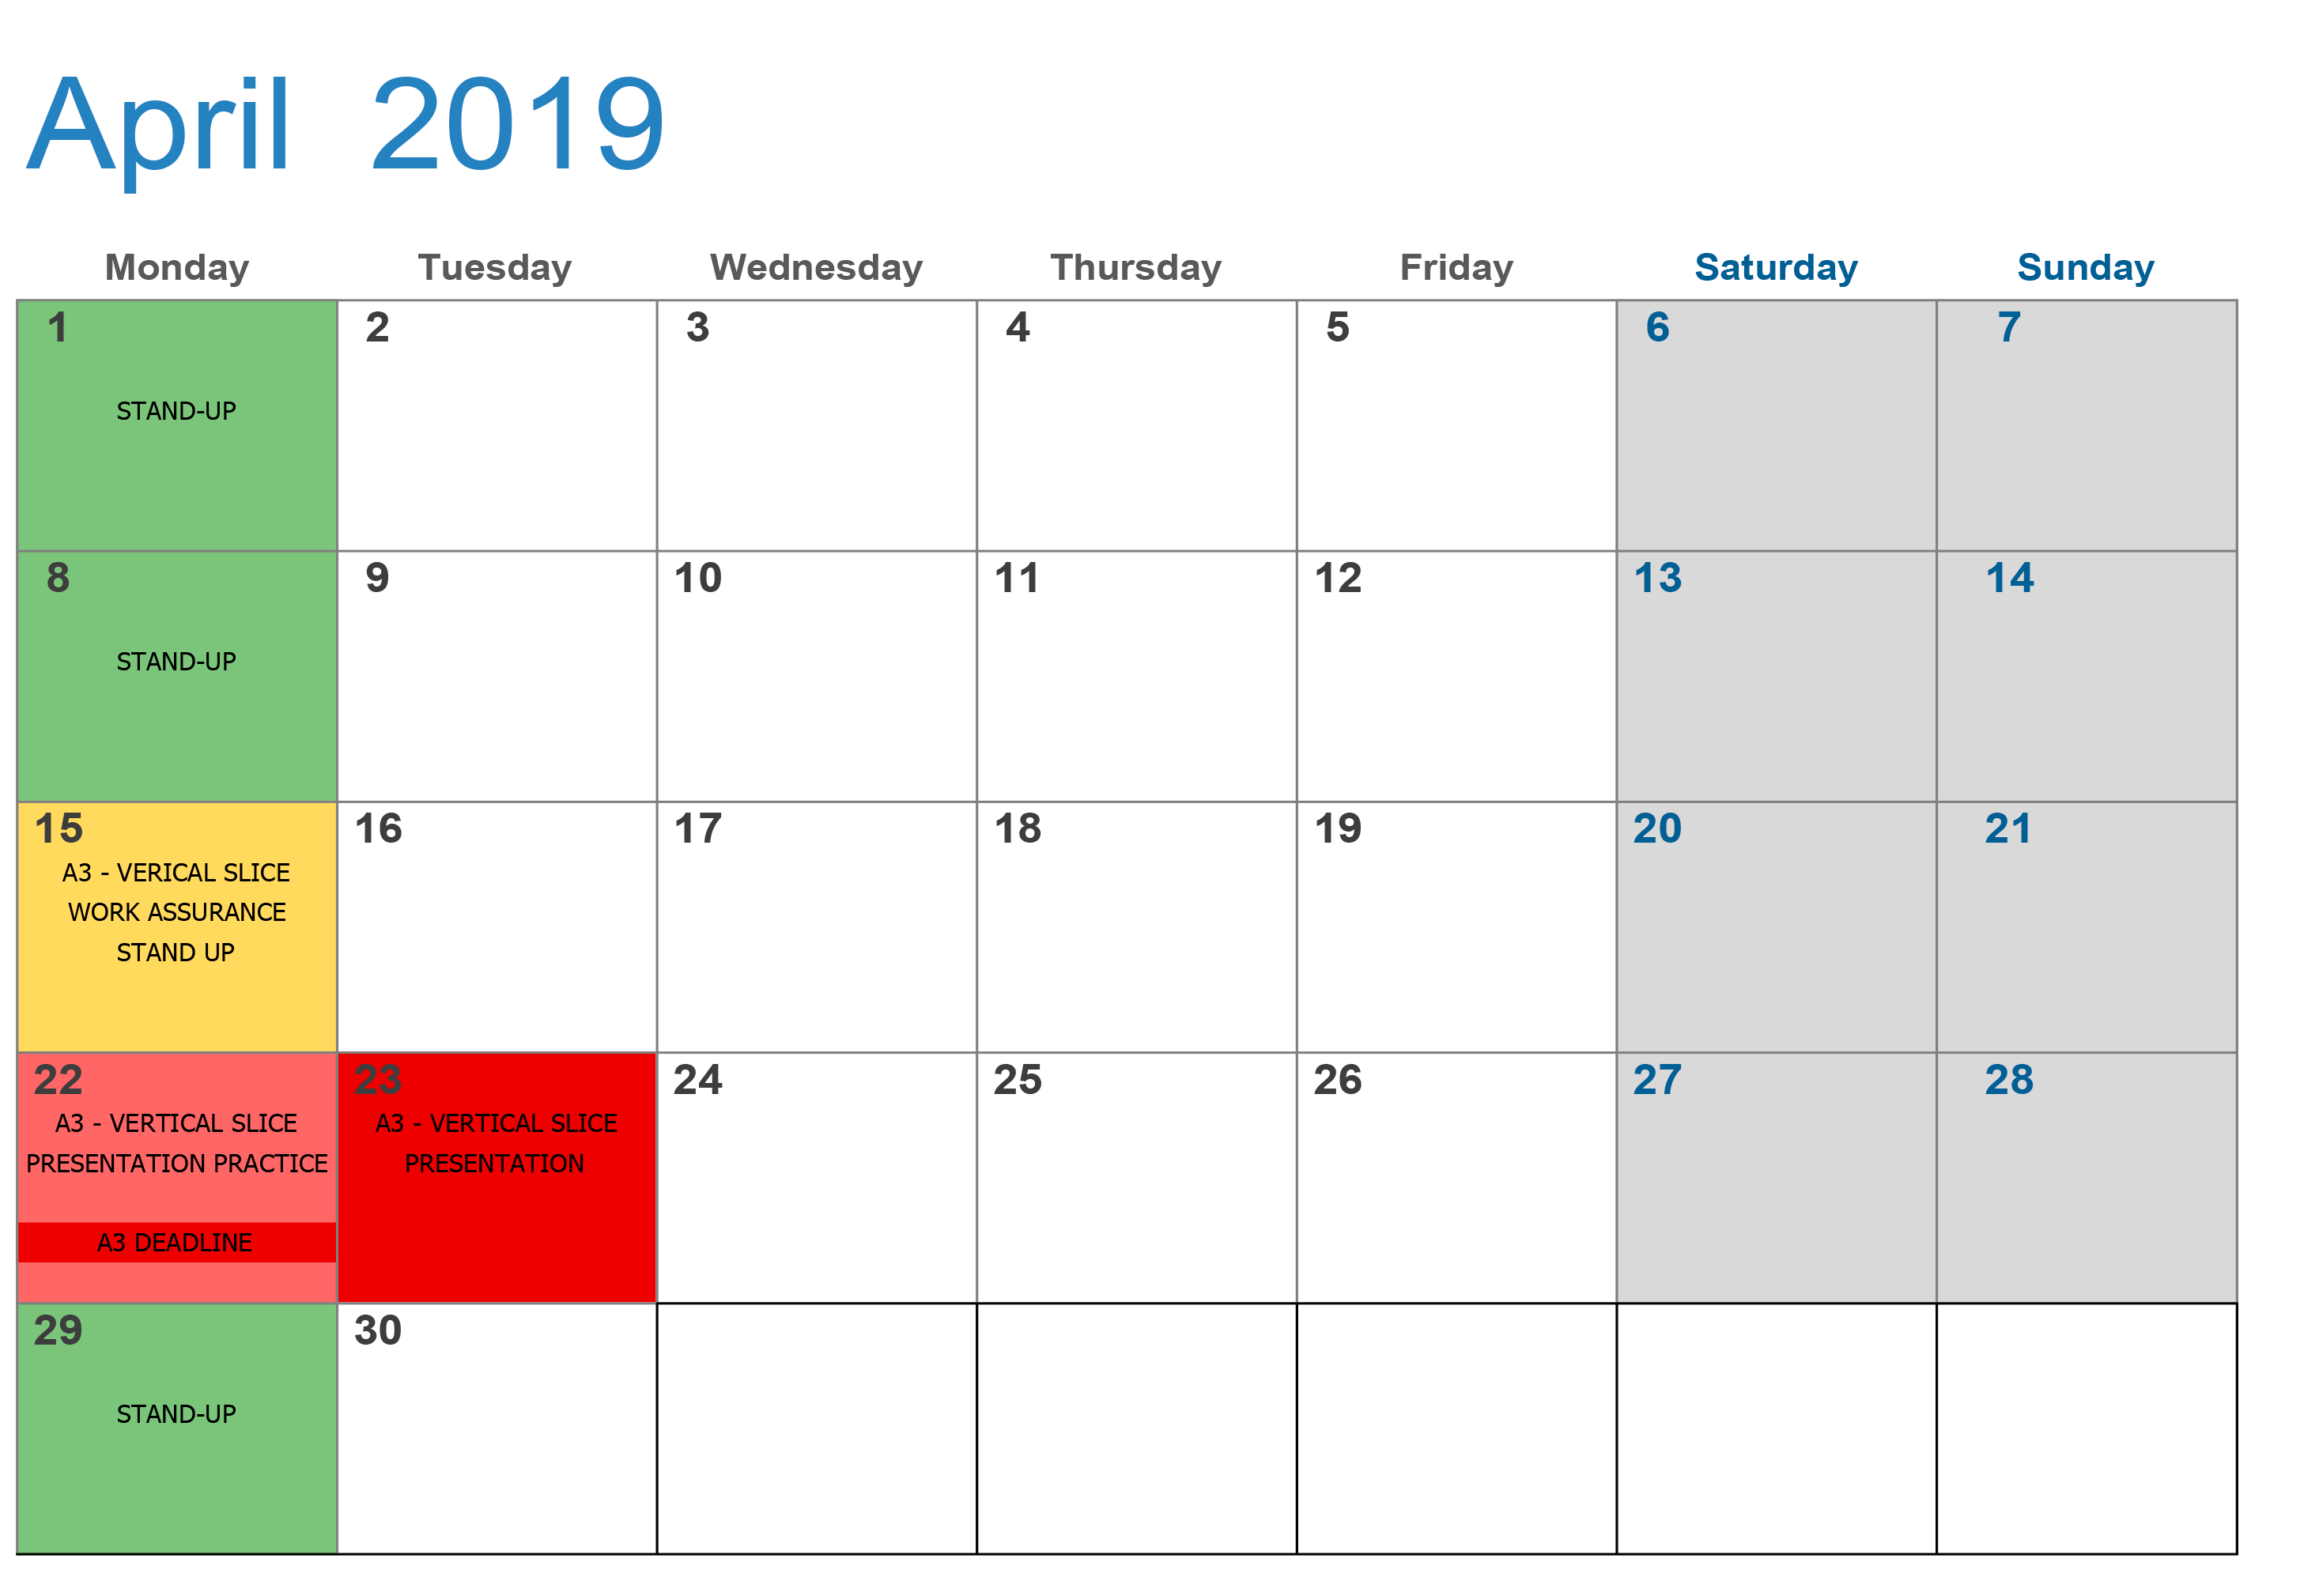 April 2019
Monday Tuesday Wednesday Thursday Friday Saturday Sunday
1 2 3 4 5 6 7
STAND-UP
8 9 10 11 12 13 14
STAND-UP
15 16 17 18 19 20 21
A3 - VERICAL SLICE
WORK ASSURANCE
STAND UP
22 23 24 25 26 27 28
A3 - VERTICAL SLICE A3 - VERTICAL SLICE
PRESENTATION PRACTICE PRESENTATION
A3 DEADLINE
29 30
STAND-UP